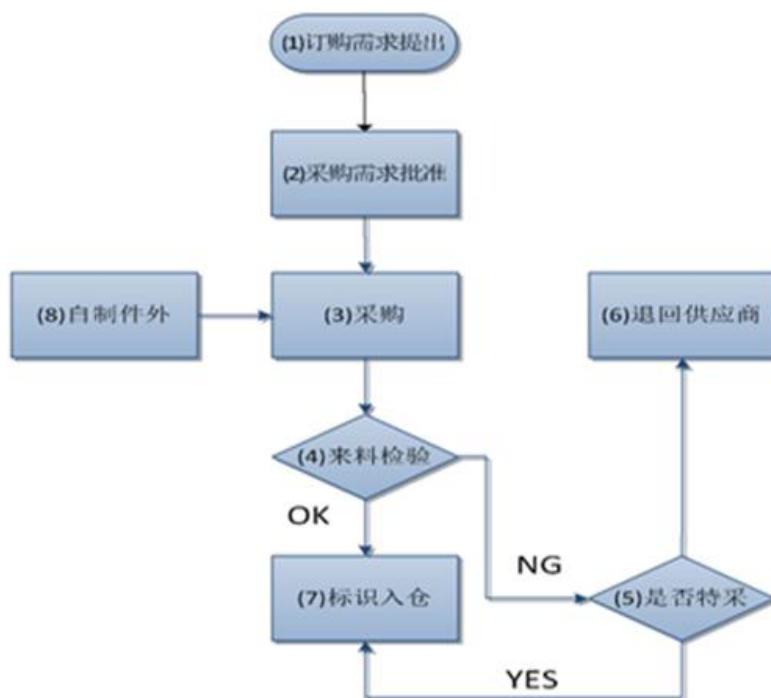 (1)订购需求提出
(2)采购需求批准
(8)自制件外
(3)采购
(6)退回供应商
(4)来料检验
OK
NG
(7)标识入仓
(5)是否特采
YES